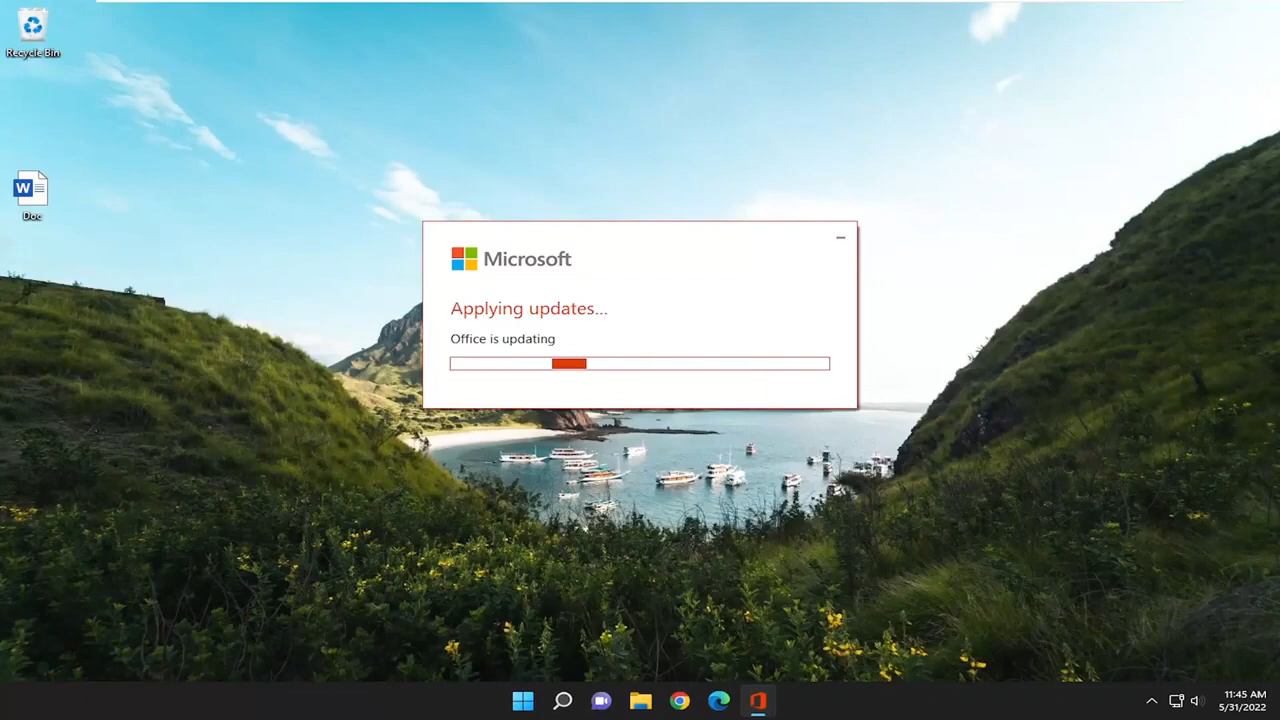 Recycle Bin
W
Doc
Microsoft
Applying updates...
Office is updating
11:45 AM
5/31/2022